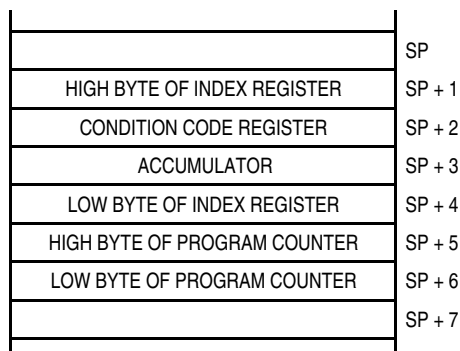 SP
HIGH BYTE OF INDEX REGISTER SP + 1
CONDITION CODE REGISTER SP + 2
ACCUMULATOR SP + 3
LOW BYTE OF INDEX REGISTER SP + 4
HIGH BYTE OF PROGRAM COUNTER SP + 5
LOW BYTE OF PROGRAM COUNTER SP + 6
SP + 7